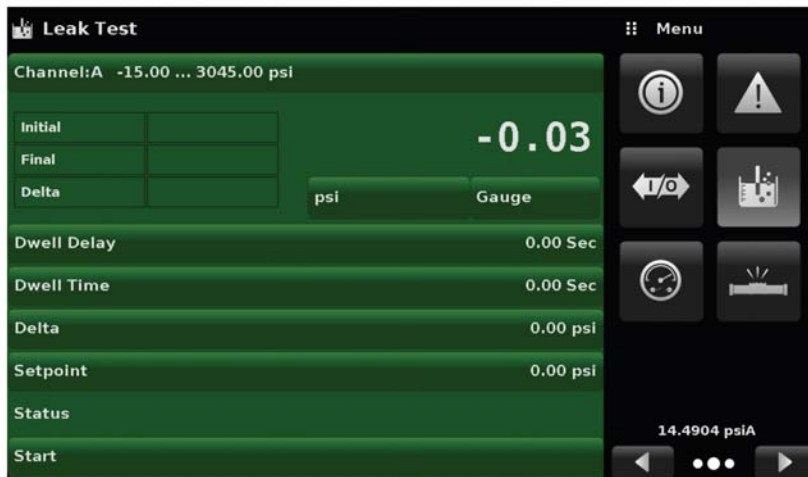 Leak Test
Menu
Channel:A -15.00 ... 3045.00 psi
Initial
Final
Delta
-0.03
psi
Gauge
I/O
Dwell Delay 0.00 Sec
Dwell Time 0.00 Sec
Delta 0.00 psi
Setpoint 0.00 psi
Status
14.4904 psiA
Start